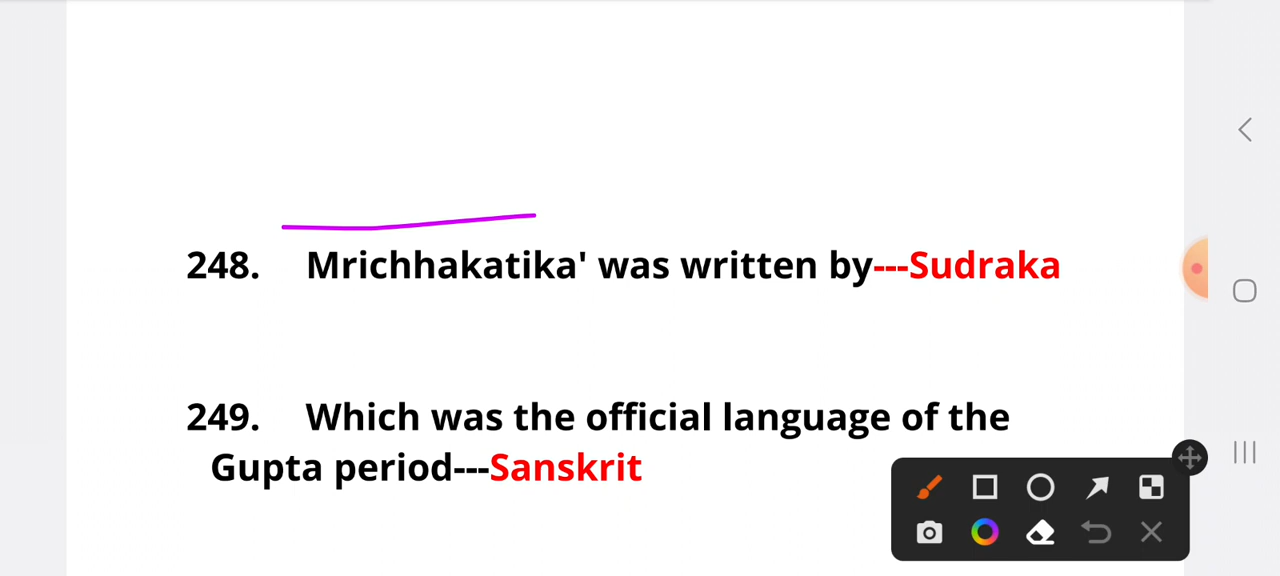 248. Mrichhakatika' was written by---Sudraka
249. Which was the official language of the
Gupta period---Sanskrit